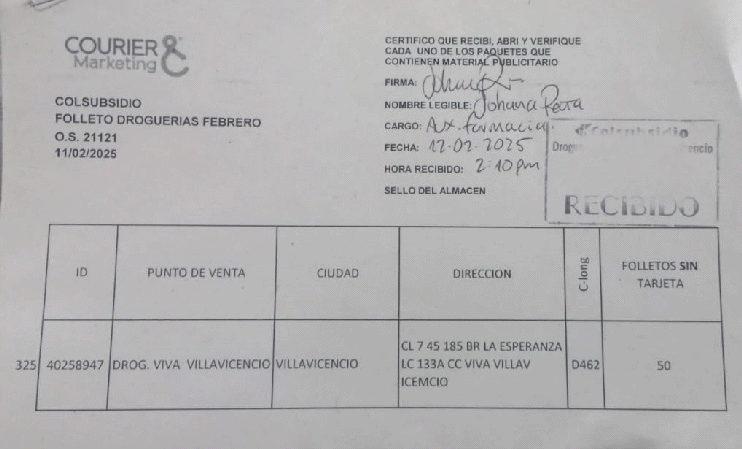 COURIER &
Marketing
COLSUBSIDIO
FOLLETO DROGUERIAS FEBRERO
O.S. 21121
11/02/2025
CERTIFICO QUE RECIBI, ABRI Y VERIFIQUE
CADA UNO DE LOS PAQUETES QUE
CONTIENEN MATERIAL PUBLICITARIO
FIRMA:
NOMBRE LEGIBLE: Johana
CARGO: Aux. farmacia
FECHA: 12-02-2025
HORA RECIBIDO: 2:10pm
SELLO DEL ALMACEN
Colsubsidio
RECIBIDO
ID PUNTO DE VENTA CIUDAD DIRECCION C-long FOLLETOS SIN
TARJETA
325 40258947 DROG. VIVA VILLAVICENCIO VILLAVICENCIO CL 7 45 185 BR LA ESPERANZA
LC 133A CC VIVA VILLAV
ICEMCIO D462 50